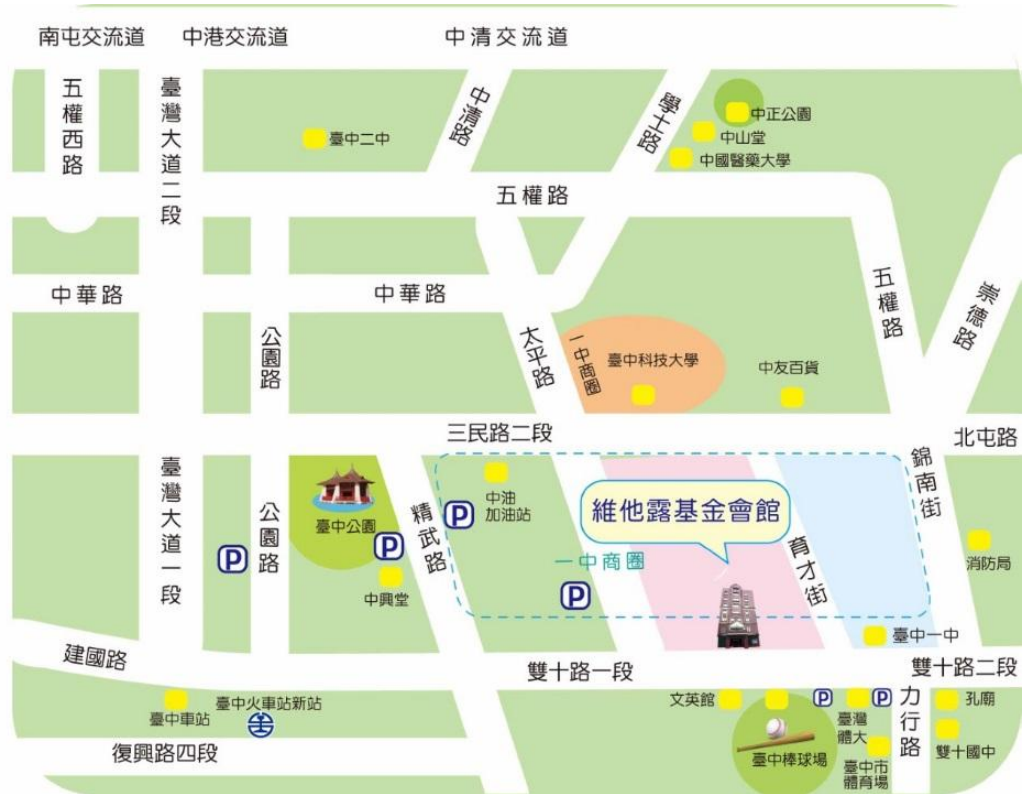 南屯交流道
中港交流道
中清交流道
五權西路
臺灣大道二段
中清路
學士路
臺中二中
中正公園
中山堂
中國醫藥大學
五權路
五權路
崇德路
中華路
中華路
公園路
太平路
一中商圈
臺中科技大學
中友百貨
三民路二段
北屯路
錦南街
臺灣大道一段
公園路
P
臺中公園
P
中興堂
精武路
P
中油
加油站
一中商圈
P
維他露基金會館
育才街
消防局
臺中一中
建國路
雙十路一段
雙十路二段
臺中車站
臺中火車站新站
復興路四段
文英館
臺中棒球場
P
臺灣
體大
P
臺中市
體育場
力行路
孔廟
雙十國中